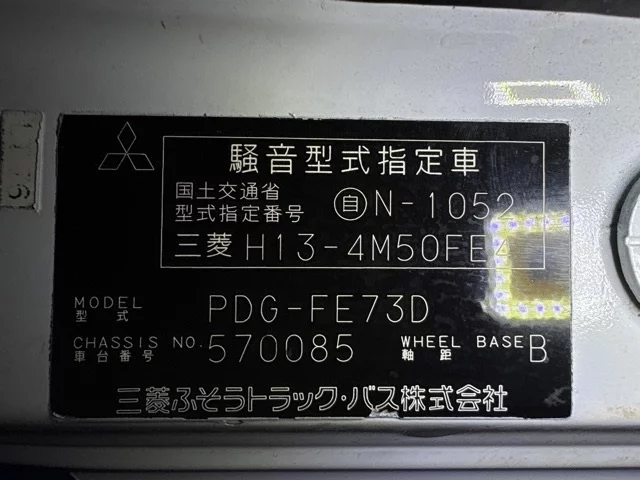 騒音型式指定車
国土交通省
型式指定番号 自N-1052
三菱 H13-4M50FE4
MODEL PDG-FE73D
型式
CHASSIS NO. 570085 WHEEL BASE B
車台番号 軸距
三菱ふそうトラック・バス株式会社